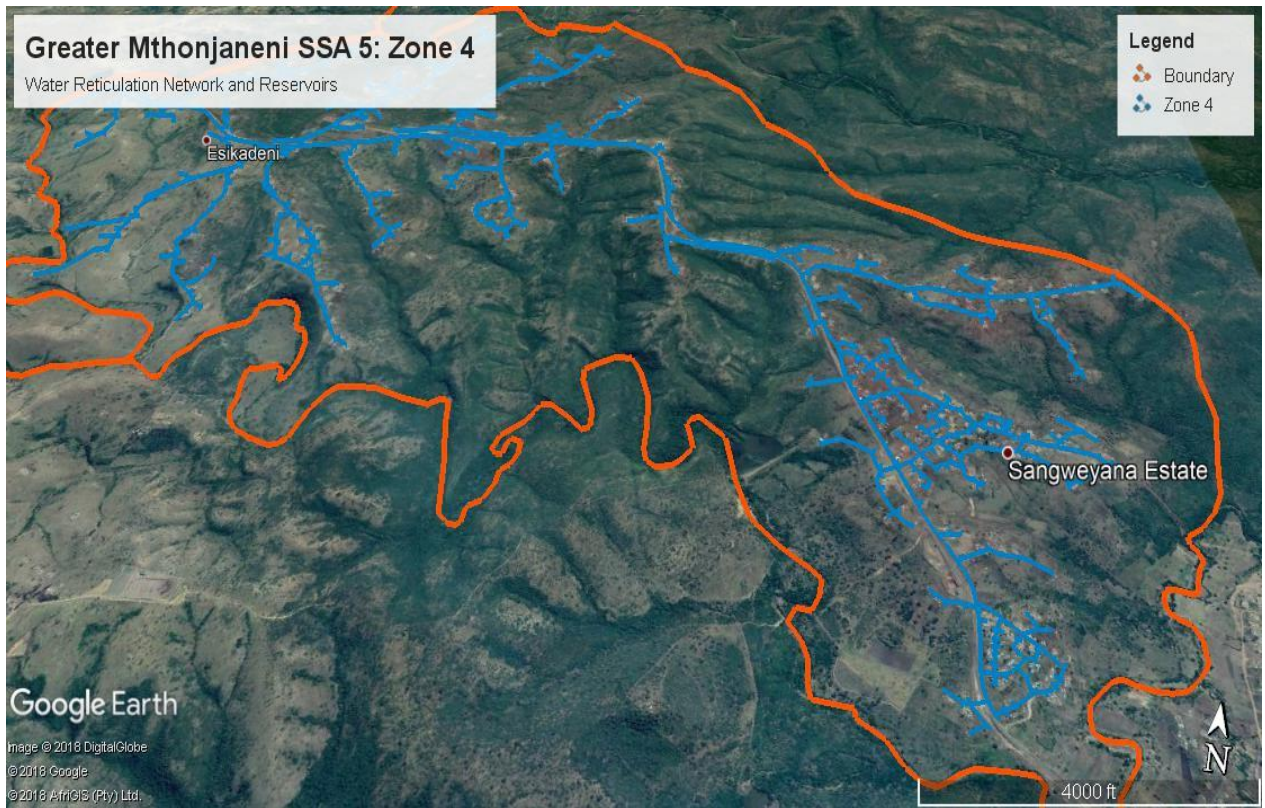 Greater Mthonjaneni SSA 5: Zone 4
Water Reticulation Network and Reservoirs
Legend
Boundary
Zone 4
Esikadeni
Sangweyana Estate
Google Earth
Image © 2018 DigitalGlobe
© 2018 Google
© 2018 AfriGIS (Pty) Ltd.
N
4000 ft